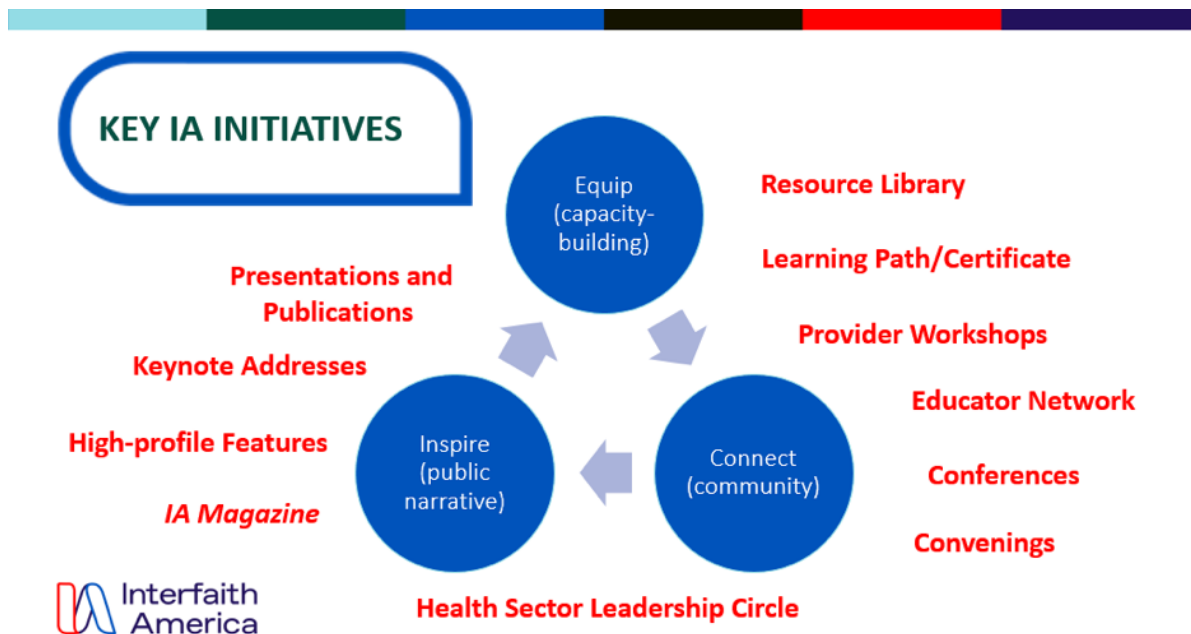 KEY IA INITIATIVES
Equip
(capacity-
building)
Resource Library
Learning Path/Certificate
Provider Workshops
Educator Network
Connect
(community)
Conferences
Convenings
Health Sector Leadership Circle
Inspire
(public
narrative)
Presentations and
Publications
Keynote Addresses
High-profile Features
IA Magazine
Interfaith
America